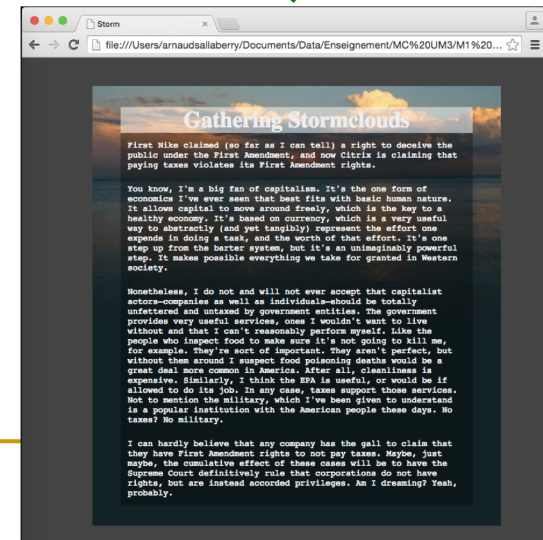 Storm
file:///Users/arnaudsallaberry/Documents/Data/Enseignement/MC%20UM3/M1%20...
Gathering Stormclouds
First Nike claimed (so far as I can tell) a right to deceive the
public under the First Amendment, and now Citrix is claiming that
paying taxes violates its First Amendment rights.
You know, I'm a big fan of capitalism. It's the one form of
economics I've ever seen that best fits with basic human nature.
It allows capital to move around freely, which is the key to a
healthy economy. It's based on currency, which is a very useful
way to abstractly (and yet tangibly) represent the effort one
expends in doing a task, and the worth of that effort. It's one
step up from the barter system, but it's an unimaginably powerful
step. It makes possible everything we take for granted in Western
society.
Nonetheless, I do not and will not ever accept that capitalist
actors—companies as well as individuals—should be totally
unfettered and untaxed by government entities. The government
provides very useful services, ones I wouldn't want to live
without and that I can't reasonably perform myself. Like the
people who inspect food to make sure it's not going to kill me,
for example. They're sort of important. They aren't perfect, but
without them around I suspect food poisoning deaths would be a
great deal more common in America. After all, cleanliness is
expensive. Similarly, I think the EPA is useful, or would be if
allowed to do its job. In any case, taxes support those services.
Not to mention the military, which I've been given to understand
is a popular institution with the American people these days. No
taxes? No military.
I can hardly believe that any company has the gall to claim that
they have First Amendment rights to not pay taxes. Maybe, just
maybe, the cumulative effect of these cases will be to have the
Supreme Court definitively rule that corporations do not have
rights, but are instead accorded privileges. Am I dreaming? Yeah,
probably.